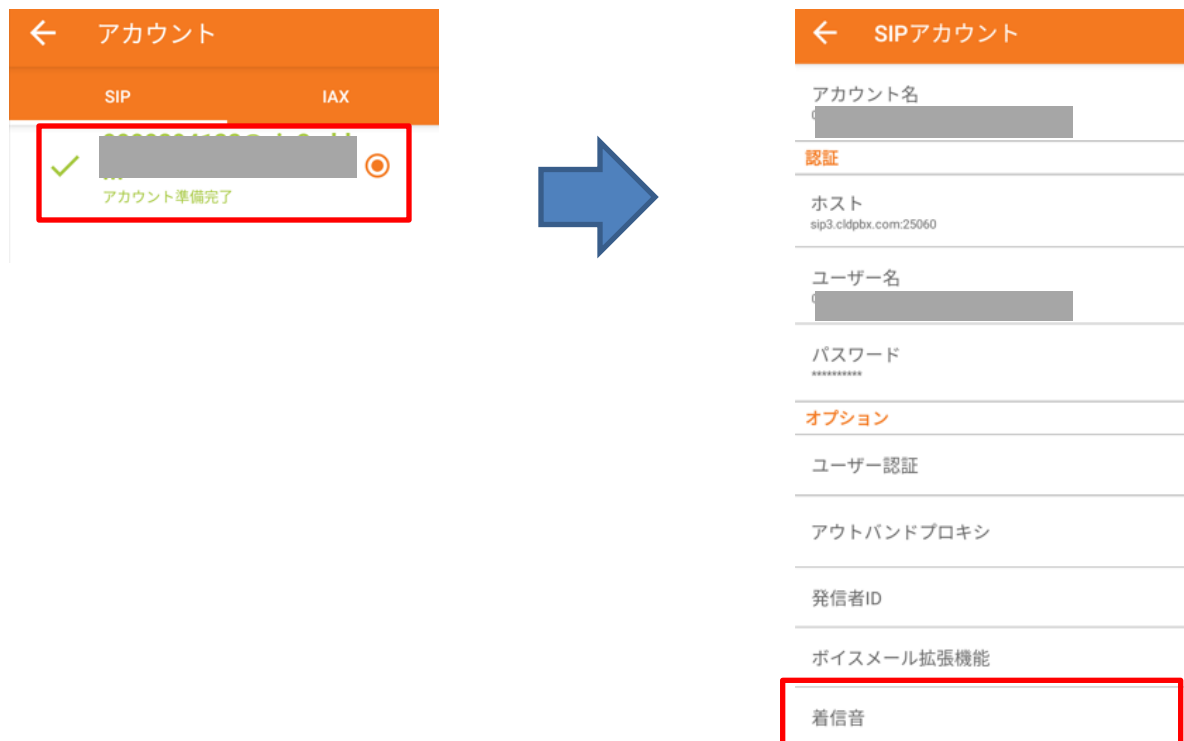 アカウント
SIP
IAX
アカウント準備完了
SIPアカウント
アカウント名
認証
ホスト
sip3.cldpbx.com:25060
ユーザー名
パスワード
**********
オプション
ユーザー認証
アウトバンドプロキシ
発信者ID
ボイスメール拡張機能
着信音